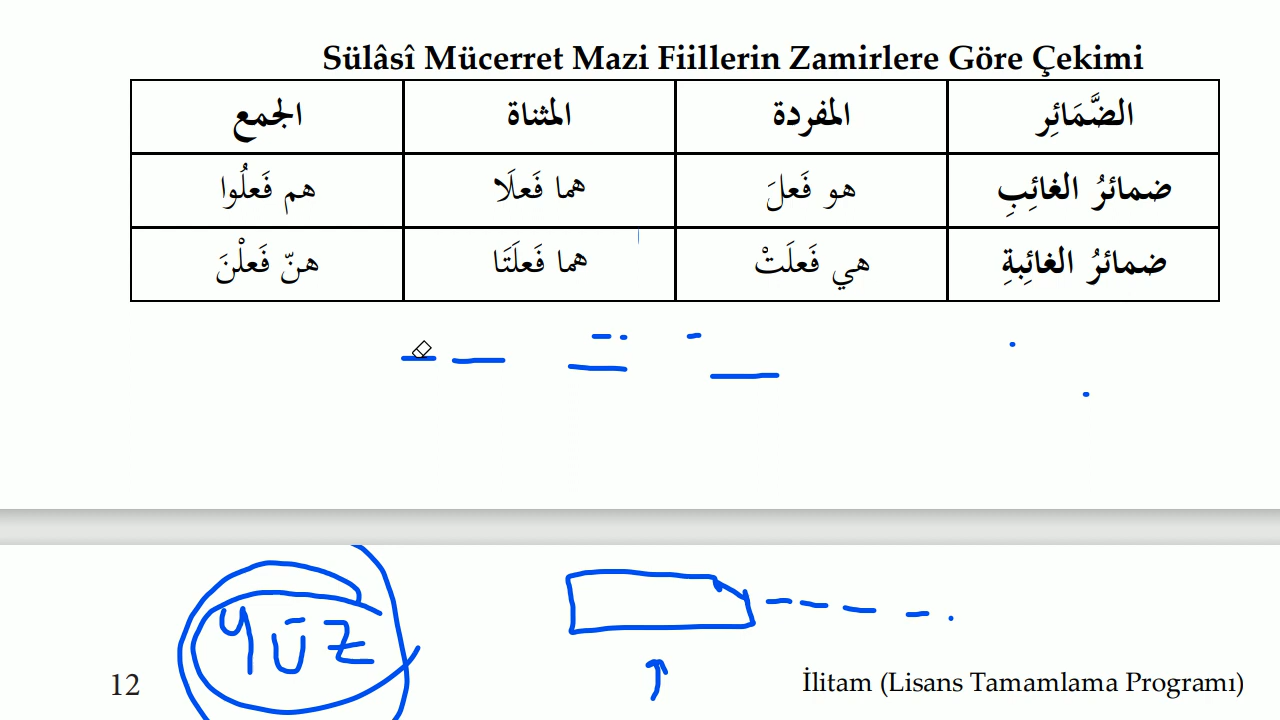 Sülâsî Mücerret Mazi Fiillerin Zamirlere Göre Çekimi
الضَّمَائِر المفردة المثناة الجمع
ضمائرُ الغائِبِ هو فَعلَ هما فَعلَا هم فَعلُوا
ضمائرُ الغائِبةِ هي فَعلَتْ هما فَعلَتَا هنّ فَعلْنَ
YÜZ
12 İlitam (Lisans Tamamlama Programı)